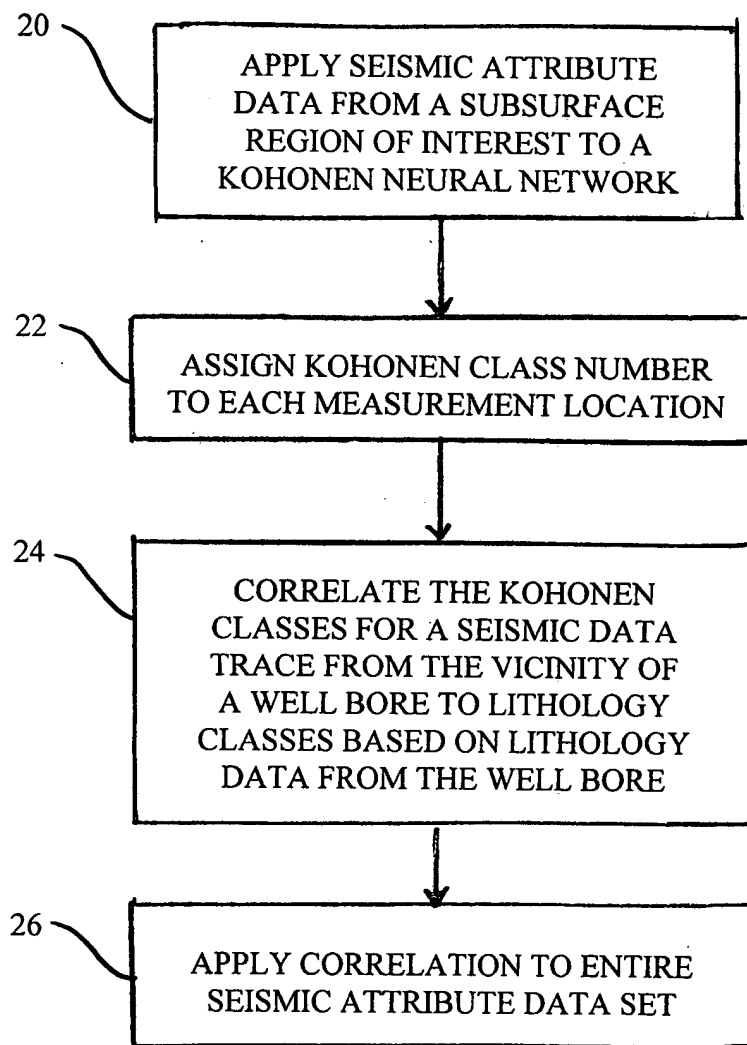 20
APPLY SEISMIC ATTRIBUTE
DATA FROM A SUBSURFACE
REGION OF INTEREST TO A
KOHONEN NEURAL NETWORK
22
ASSIGN KOHONEN CLASS NUMBER
TO EACH MEASUREMENT LOCATION
24
CORRELATE THE KOHONEN
CLASSES FOR A SEISMIC DATA
TRACE FROM THE VICINITY OF
A WELL BORE TO LITHOLOGY
CLASSES BASED ON LITHOLOGY
DATA FROM THE WELL BORE
26
APPLY CORRELATION TO ENTIRE
SEISMIC ATTRIBUTE DATA SET